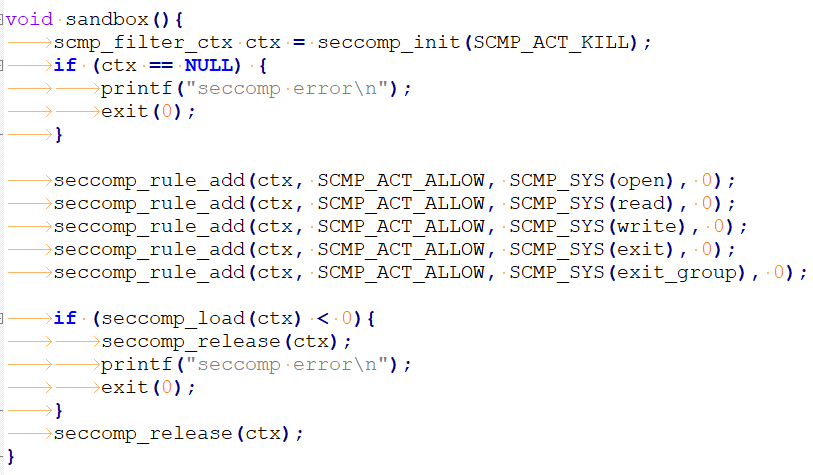 void sandbox(){
	scmp_filter_ctx ctx = seccomp_init(SCMP_ACT_KILL);
	if (ctx == NULL) {
		printf("seccomp error\n");
		exit(0);
	}

	seccomp_rule_add(ctx, SCMP_ACT_ALLOW, SCMP_SYS(open), 0);
	seccomp_rule_add(ctx, SCMP_ACT_ALLOW, SCMP_SYS(read), 0);
	seccomp_rule_add(ctx, SCMP_ACT_ALLOW, SCMP_SYS(write), 0);
	seccomp_rule_add(ctx, SCMP_ACT_ALLOW, SCMP_SYS(exit), 0);
	seccomp_rule_add(ctx, SCMP_ACT_ALLOW, SCMP_SYS(exit_group), 0);

	if (seccomp_load(ctx) < 0){
		seccomp_release(ctx);
		printf("seccomp error\n");
		exit(0);
	}
	seccomp_release(ctx);
}